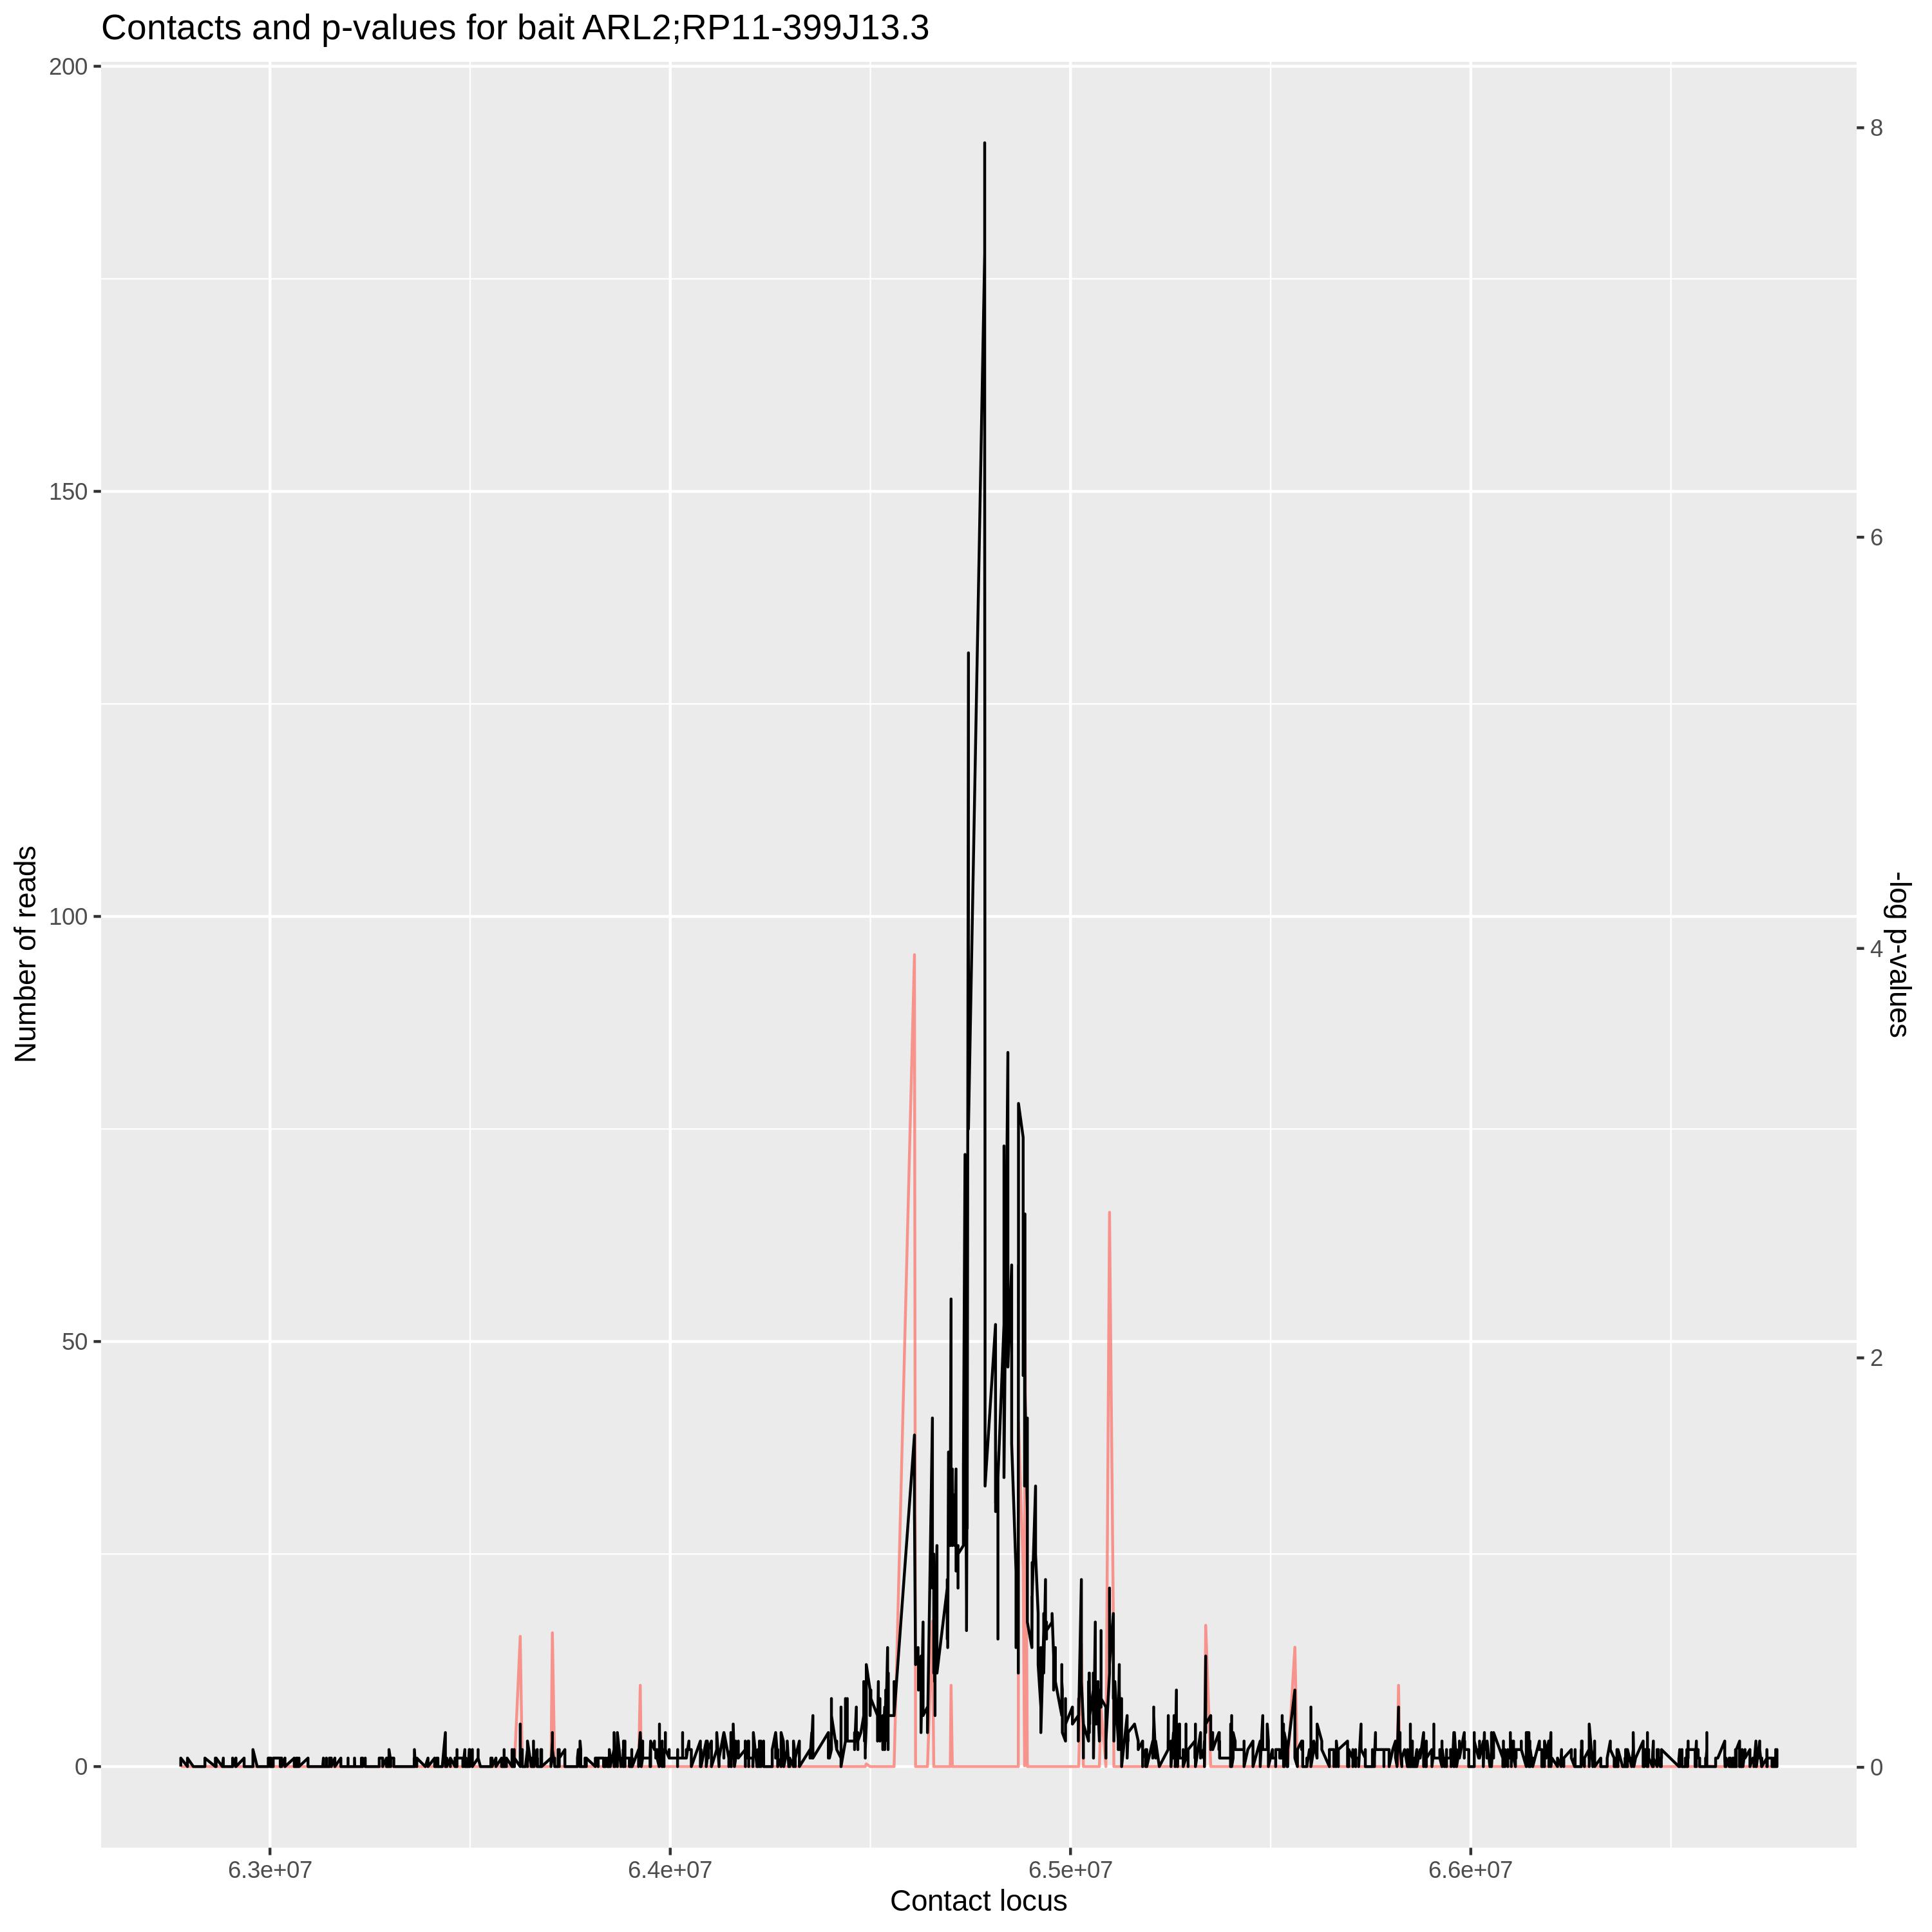 Contacts and p-values for bait ARL2;RP11-399J13.3
200
150
100
50
0
Number of reads
8
6
4
2
0
-log p-values
6.3e+07
6.4e+07
6.5e+07
6.6e+07
Contact locus